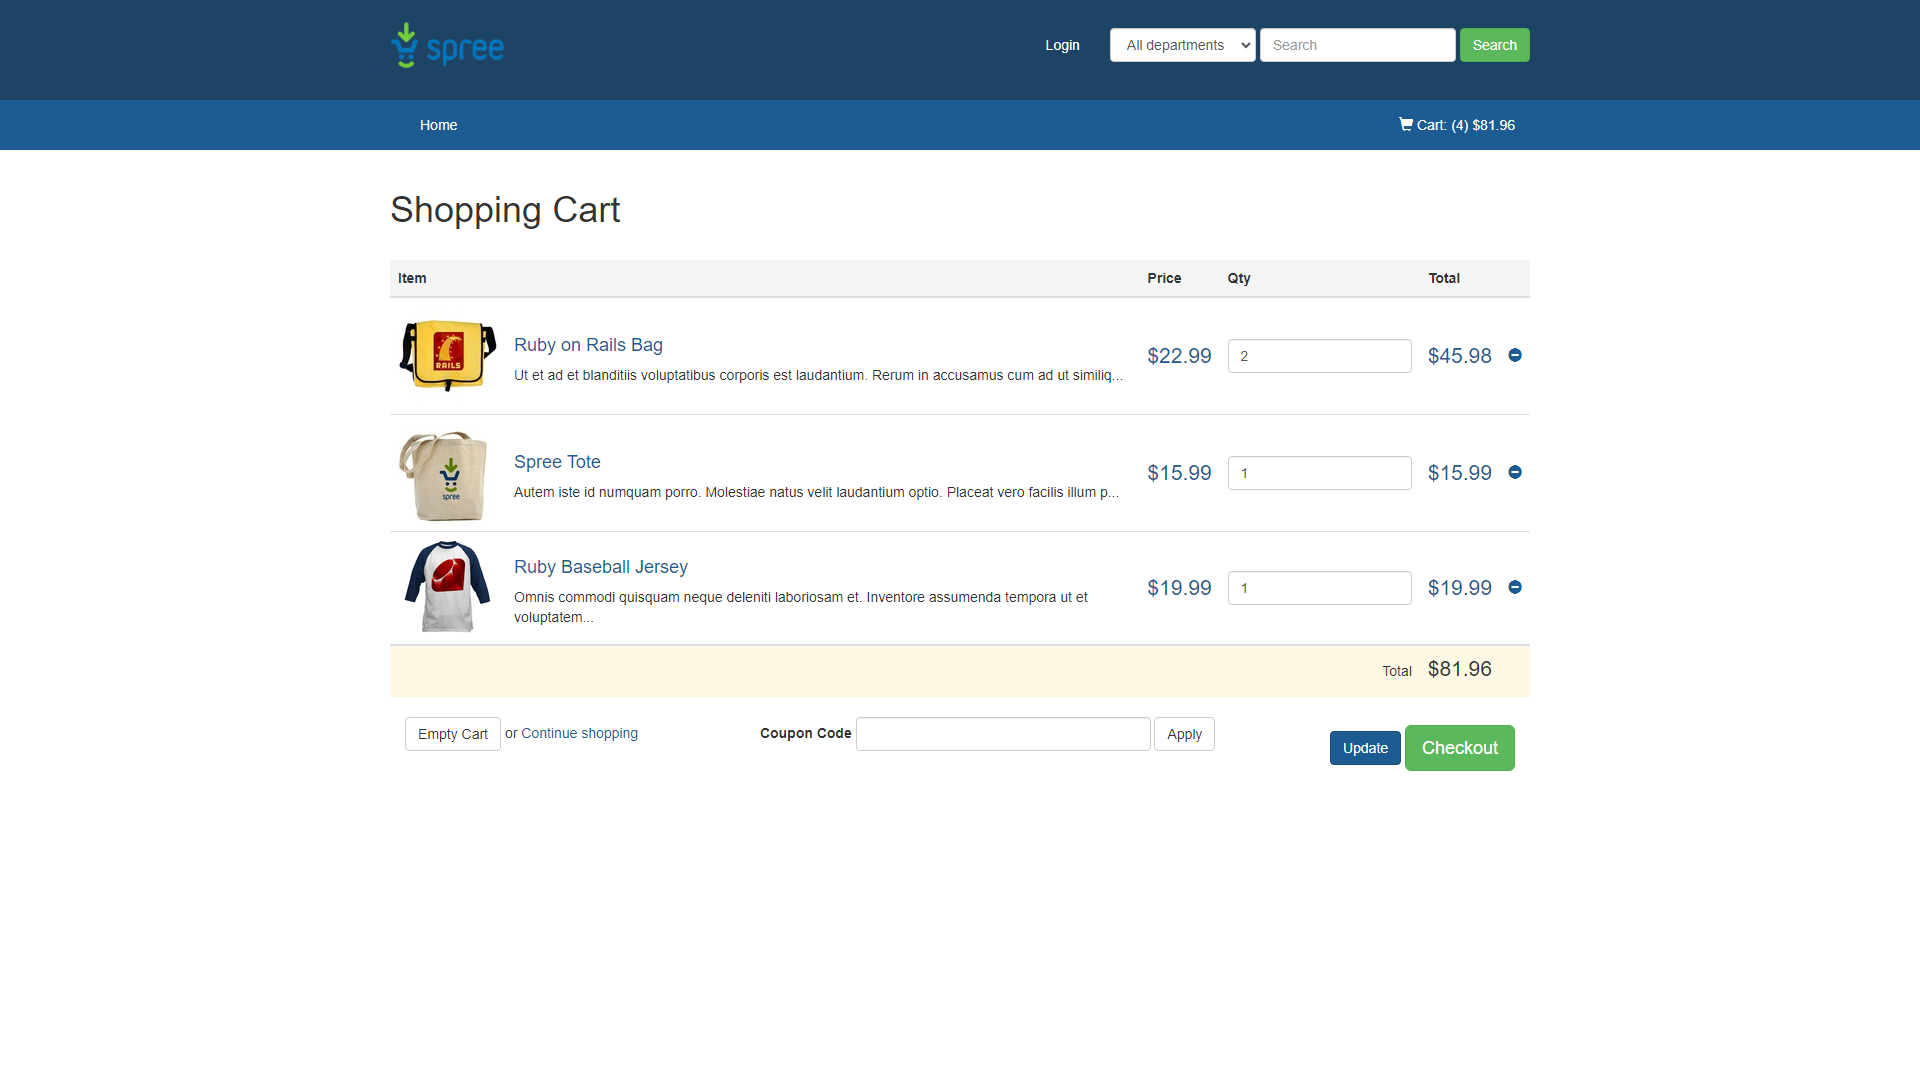 spree
Login
All departments
Search
Search
Home
Cart: (4) $81.96
Shopping Cart
Item Price Qty Total
RAILS
Ruby on Rails Bag
Ut et ad et blanditiis voluptatibus corporis est laudantium. Rerum in accusamus cum ad ut similiq...
$22.99 2 $45.98
spree
Spree Tote
Autem iste id numquam porro. Molestiae natus velit laudantium optio. Placeat vero facilis illum p...
$15.99 1 $15.99
Ruby Baseball Jersey
Omnis commodi quisquam neque deleniti laboriosam et. Inventore assumenda tempora ut et
voluptatem...
$19.99 1 $19.99
Total $81.96
Empty Cart or Continue shopping
Coupon Code
Apply
Update
Checkout